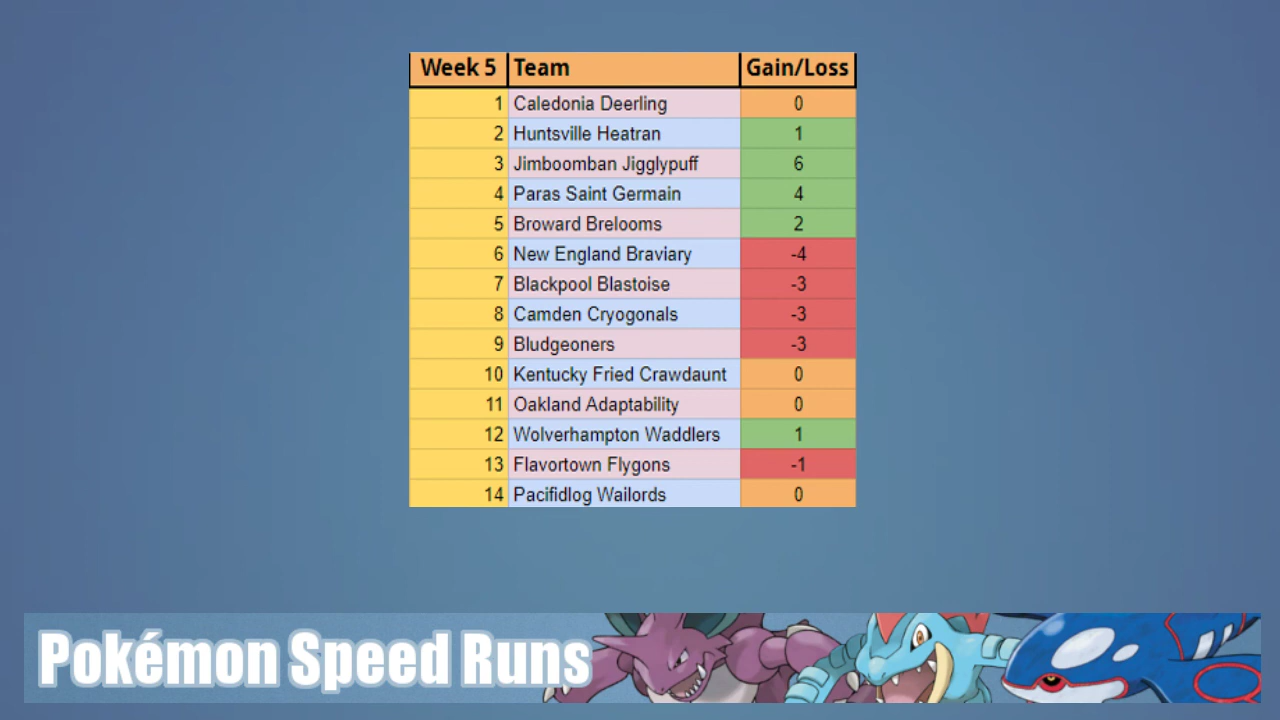 Week 5 Team Gain/Loss
1 Caledonia Deerling 0
2 Huntsville Heatran 1
3 Jimboomban Jigglypuff 6
4 Paras Saint Germain 4
5 Broward Brelooms 2
6 New England Braviary -4
7 Blackpool Blastoise -3
8 Camden Cryogonals -3
9 Bludgeoners -3
10 Kentucky Fried Crawdaunt 0
11 Oakland Adaptability 0
12 Wolverhampton Waddlers 1
13 Flavortown Flygons -1
14 Pacifidlog Wailords 0
Pokémon Speed Runs